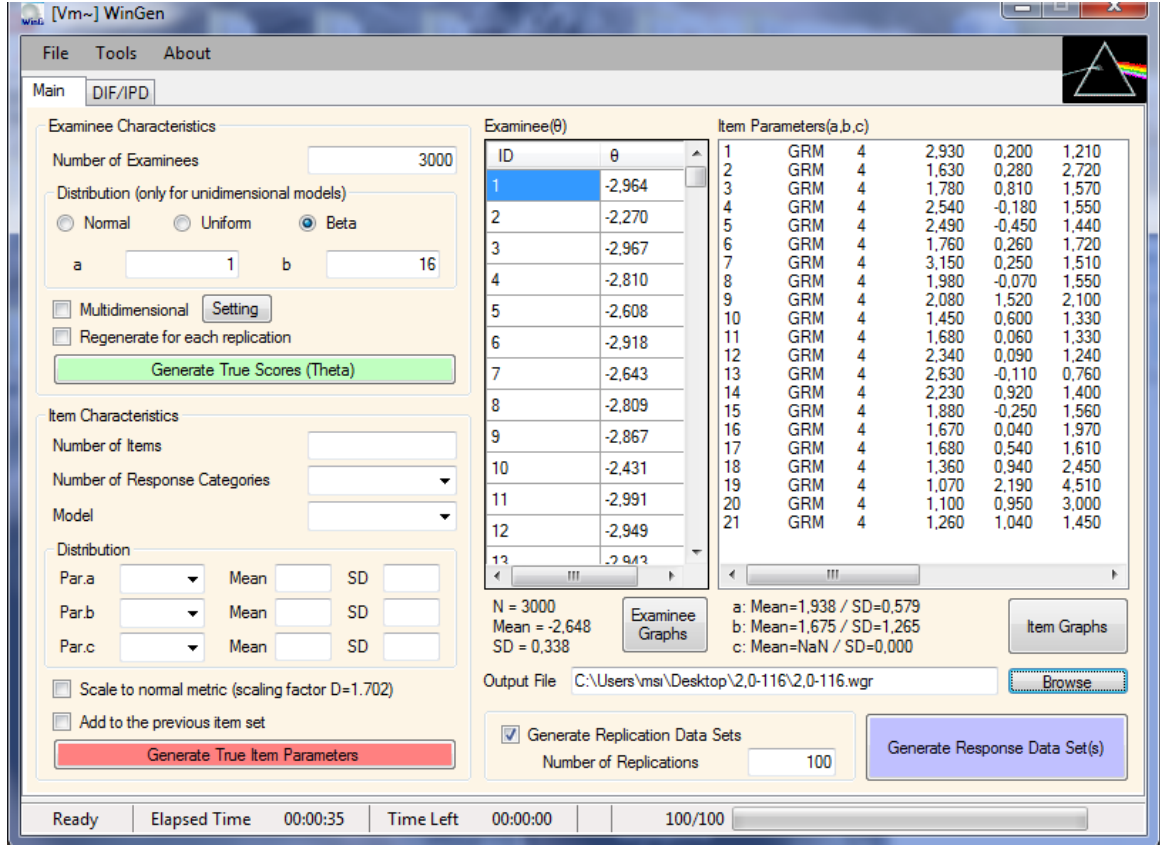 [Vm~] WinGen
File Tools About
Main DIF/IPD
Examinee Characteristics
Number of Examinees 3000
Distribution (only for unidimensional models)
Normal Uniform Beta
a 1 b 16
Multidimensional Setting
Regenerate for each replication
Generate True Scores (Theta)
Item Characteristics
Number of Items
Number of Response Categories
Model
Distribution
Par.a Mean SD
Par.b Mean SD
Par.c Mean SD
Scale to normal metric (scaling factor D=1.702)
Add to the previous item set
Generate True Item Parameters
Examinee(θ)
ID θ
1 -2,964
2 -2,270
3 -2,967
4 -2,810
5 -2,608
6 -2,918
7 -2,643
8 -2,809
9 -2,867
10 -2,431
11 -2,991
12 -2,949
13 -2,943
N = 3000
Mean = -2,648
SD = 0,338
Examinee
Graphs
Item Parameters(a,b,c)
1 GRM 4 2,930 0,200 1,210
2 GRM 4 1,630 0,280 2,720
3 GRM 4 1,780 0,810 1,570
4 GRM 4 2,540 -0,180 1,550
5 GRM 4 2,490 -0,450 1,440
6 GRM 4 1,760 0,260 1,720
7 GRM 4 3,150 0,250 1,510
8 GRM 4 1,980 -0,070 1,550
9 GRM 4 2,080 1,520 2,100
10 GRM 4 1,450 0,600 1,330
11 GRM 4 1,680 0,060 1,330
12 GRM 4 2,340 0,090 1,240
13 GRM 4 2,630 -0,110 0,760
14 GRM 4 2,230 0,920 1,400
15 GRM 4 1,880 -0,250 1,560
16 GRM 4 1,670 0,040 1,970
17 GRM 4 1,680 0,540 1,610
18 GRM 4 1,360 0,940 2,450
19 GRM 4 1,070 2,190 4,510
20 GRM 4 1,100 0,950 3,000
21 GRM 4 1,260 1,040 1,450
a: Mean=1,938 / SD=0,579
b: Mean=1,675 / SD=1,265
c: Mean=NaN / SD=0,000
Item Graphs
Output File C:\Users\msi\Desktop\2,0-116\2,0-116.wgr Browse
Generate Replication Data Sets
Number of Replications 100
Generate Response Data Set(s)
Ready Elapsed Time 00:00:35 Time Left 00:00:00 100/100